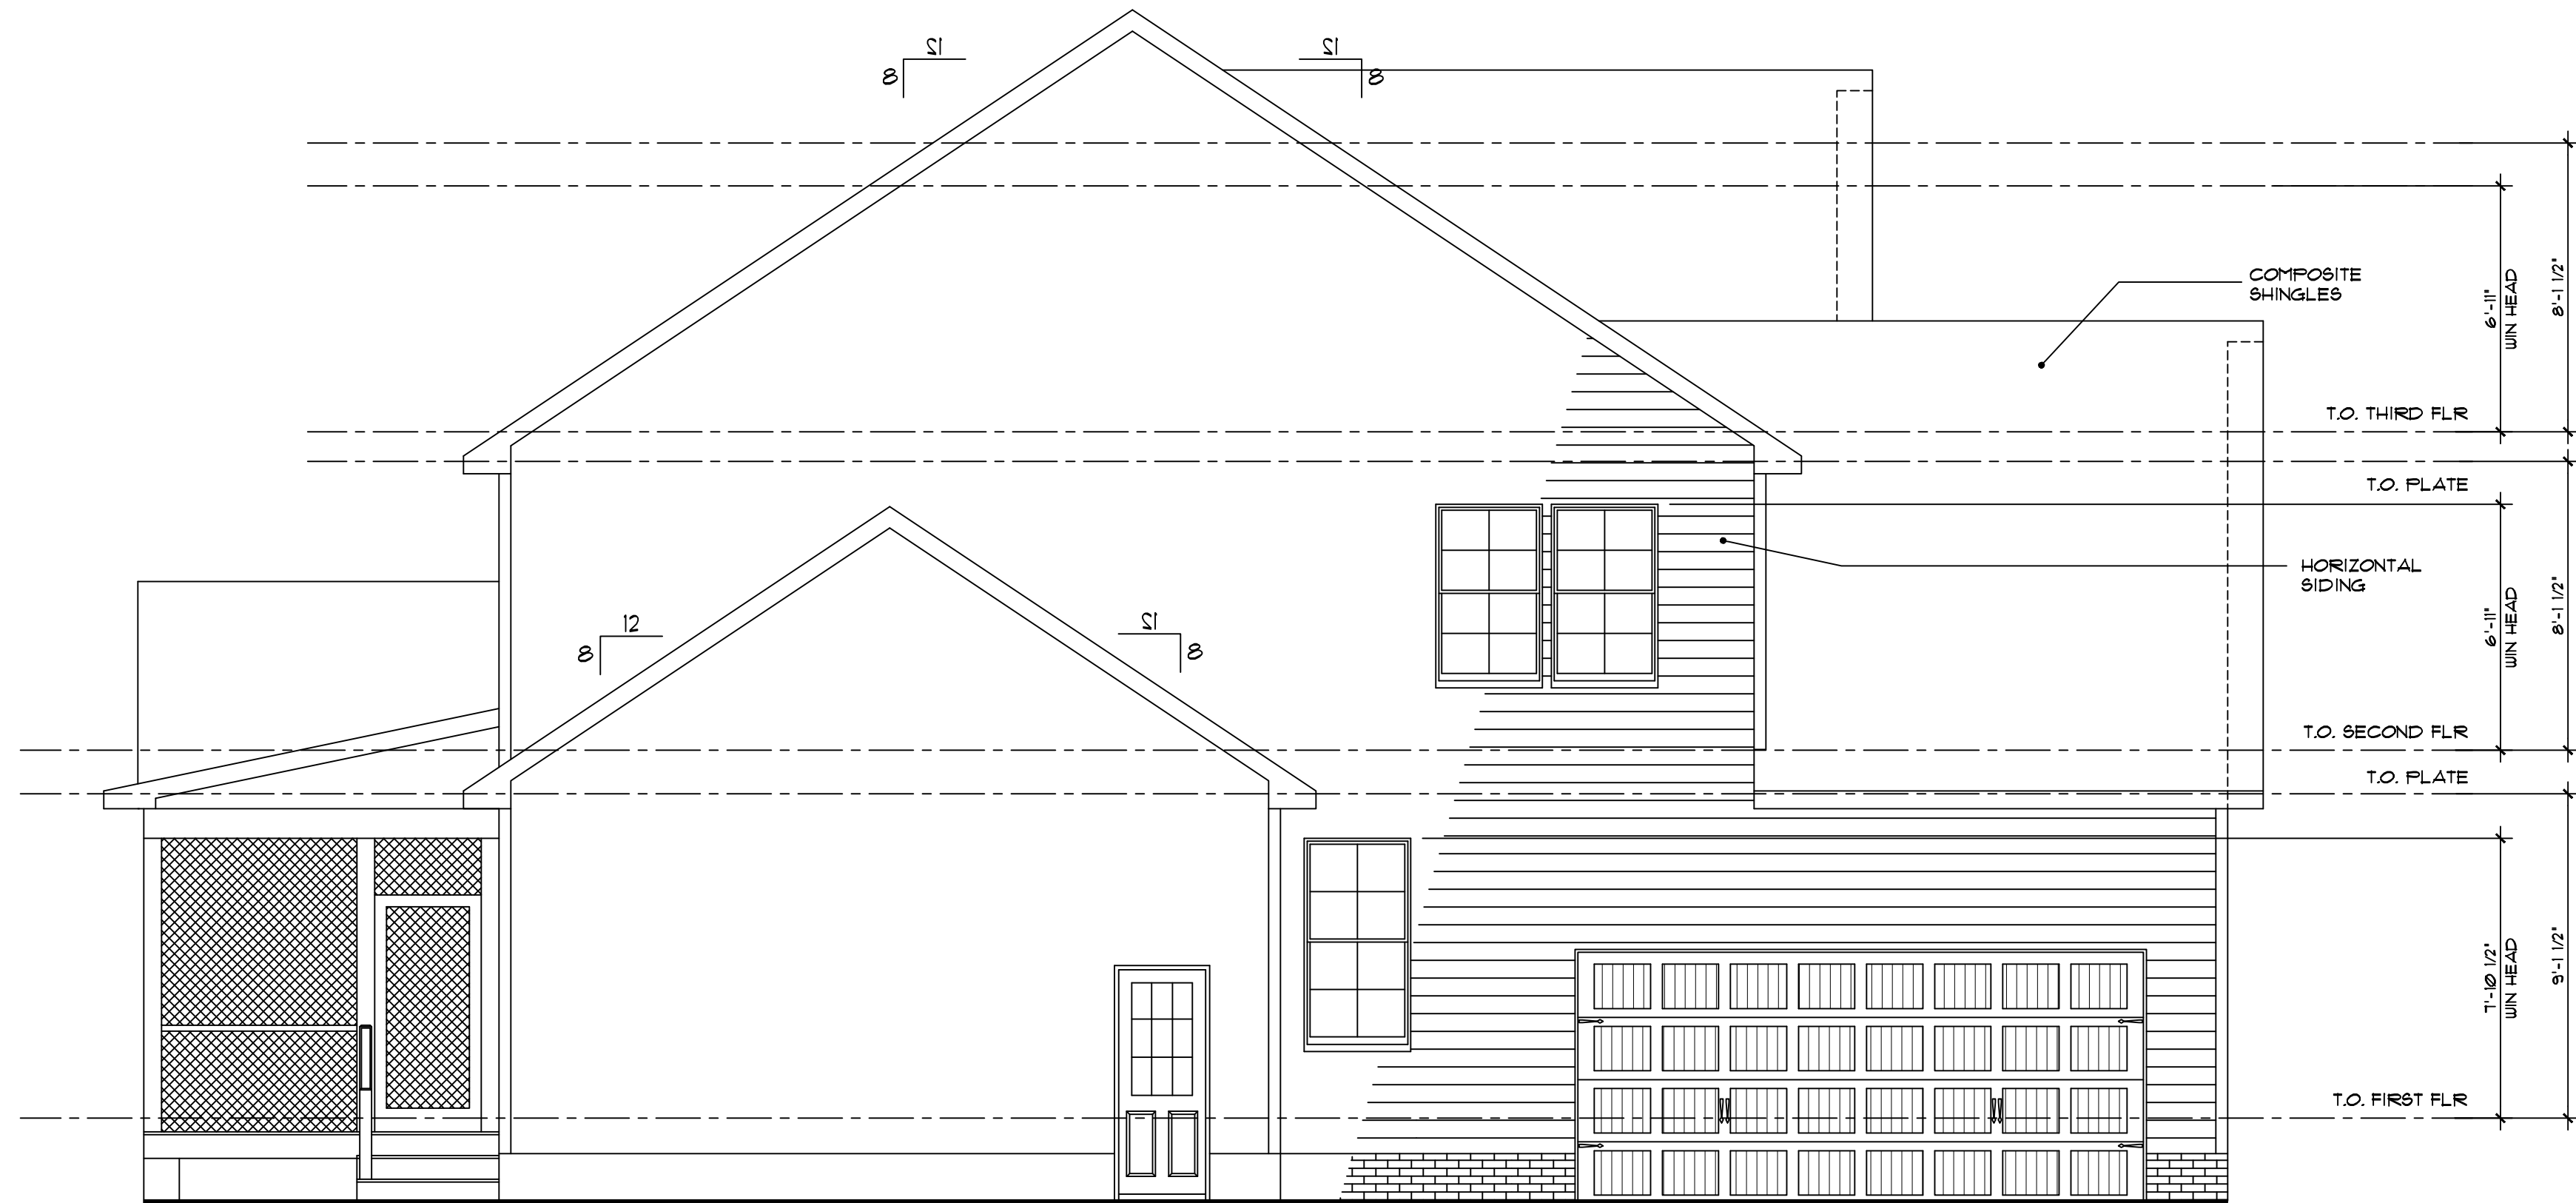 12
8
12
8
COMPOSITE
SHINGLES
6'-11"
WIN HEAD
8'-1 1/2"
T.O. THIRD FLR
T.O. PLATE
HORIZONTAL
SIDING
12
8
12
8
6'-11"
WIN HEAD
8'-1 1/2"
T.O. SECOND FLR
T.O. PLATE
7'-10 1/2"
WIN HEAD
9'-1 1/2"
T.O. FIRST FLR